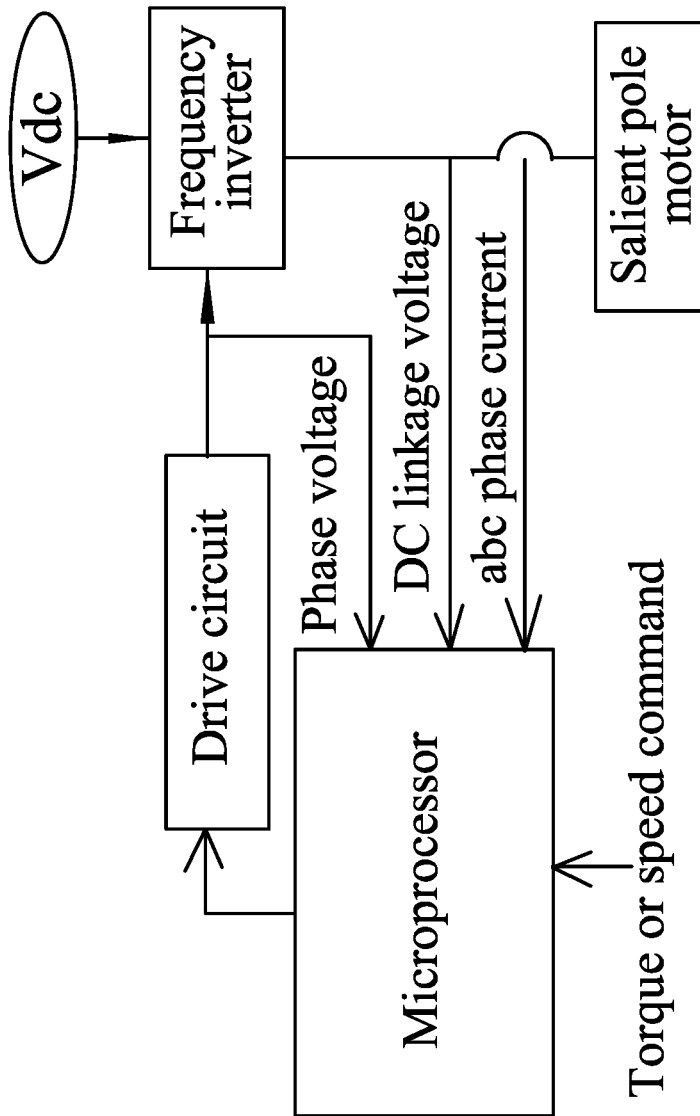 Vdc
Frequency
inverter
Salient pole
motor
Drive circuit
Phase voltage
DC linkage voltage
abc phase current
Microprocessor
Torque or speed command